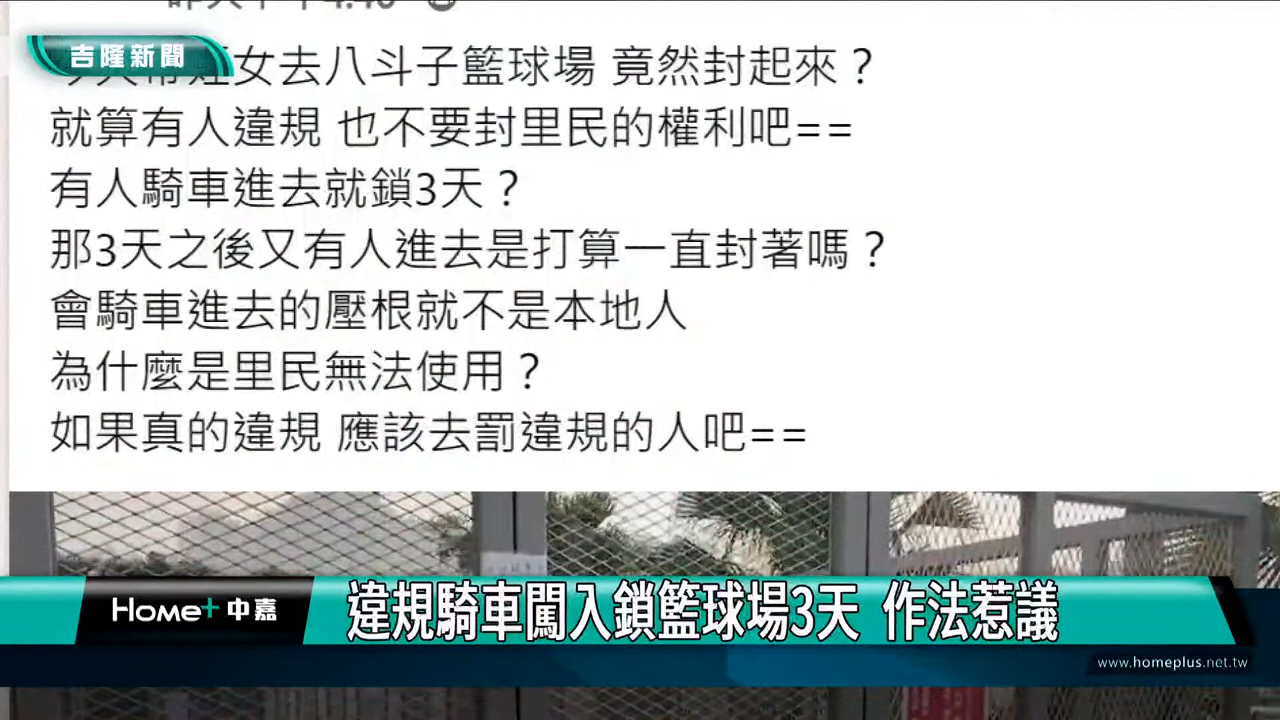 吉隆新聞
女去八斗子籃球場 竟然封起來？
就算有人違規 也不要封里民的權利吧==
有人騎車進去就鎖3天？
那3天之後又有人進去是打算一直封著嗎？
會騎車進去的壓根就不是本地人
為什麼是里民無法使用？
如果真的違規 應該去罰違規的人吧==
Home+ 中嘉
違規騎車闖入鎖籃球場3天 作法惹議
www.homeplus.net.tw